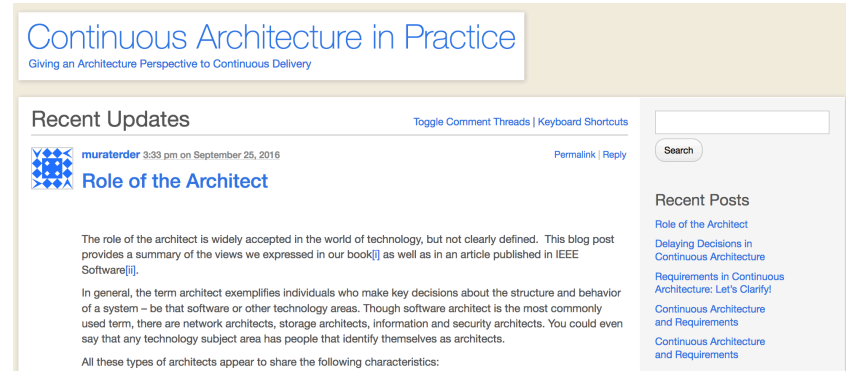 Continuous Architecture in Practice
Giving an Architecture Perspective to Continuous Delivery
Recent Updates
Toggle Comment Threads | Keyboard Shortcuts
muraterder 3:33 pm on September 25, 2016
Permalink | Reply
Role of the Architect
The role of the architect is widely accepted in the world of technology, but not clearly defined.  This blog post
provides a summary of the views we expressed in our book[i] as well as in an article published in IEEE
Software[ii].
In general, the term architect exemplifies individuals who make key decisions about the structure and behavior
of a system – be that software or other technology areas. Though software architect is the most commonly
used term, there are network architects, storage architects, information and security architects. You could even
say that any technology subject area has people that identify themselves as architects.
All these types of architects appear to share the following characteristics:
Search
Recent Posts
Role of the Architect
Delaying Decisions in
Continuous Architecture
Requirements in Continuous
Architecture: Let's Clarify!
Continuous Architecture
and Requirements
Continuous Architecture
and Requirements